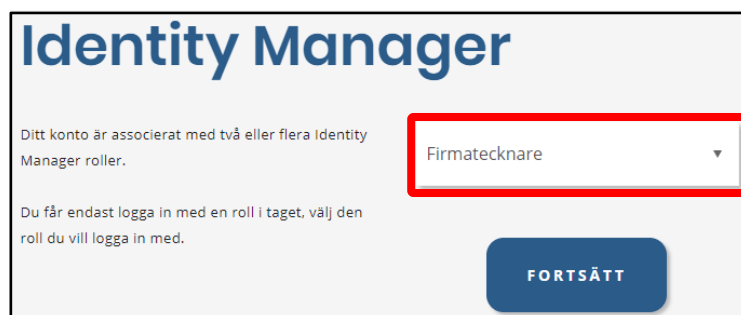 Identity Manager
Ditt konto är associerat med två eller flera Identity
Manager roller.
Du får endast logga in med en roll i taget, välj den
roll du vill logga in med.
Firmatecknare
FORTSÄTT